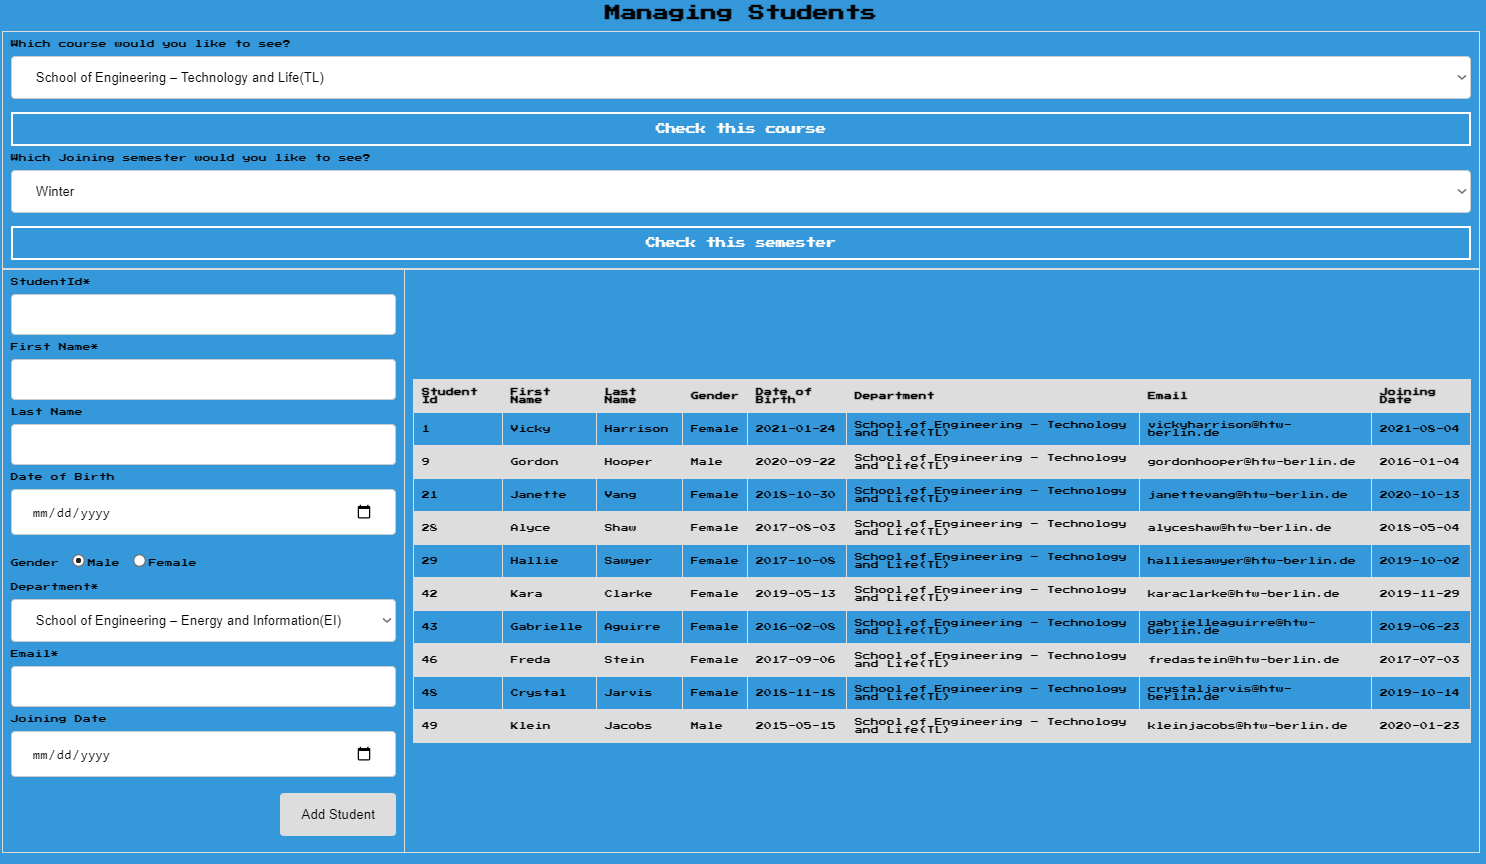 Managing Students
Which course would you like to see?
School of Engineering – Technology and Life(TL)
Check this course
Which Joining semester would you like to see?
Winter
Check this semester
StudentId*
First Name*
Last Name
Date of Birth
mm/dd/yyyy
Gender Male Female
Department*
School of Engineering – Energy and Information(EI)
Email*
Joining Date
mm/dd/yyyy
Add Student
Student Id First Name Last Name Gender Date of Birth Department Email Joining Date
1 Vicky Harrison Female 2021-01-24 School of Engineering – Technology and Life(TL) vickyharrison@htw-berlin.de 2021-08-04
9 Gordon Hooper Male 2020-09-22 School of Engineering – Technology and Life(TL) gordonhooper@htw-berlin.de 2016-01-04
21 Janette Vang Female 2018-10-30 School of Engineering – Technology and Life(TL) janettevang@htw-berlin.de 2020-10-13
28 Alyce Shaw Female 2017-08-03 School of Engineering – Technology and Life(TL) alyceshaw@htw-berlin.de 2018-05-04
29 Hallie Sawyer Female 2017-10-08 School of Engineering – Technology and Life(TL) halliesawyer@htw-berlin.de 2019-10-02
42 Kara Clarke Female 2019-05-13 School of Engineering – Technology and Life(TL) karaclarke@htw-berlin.de 2019-11-29
43 Gabrielle Aguirre Female 2016-02-08 School of Engineering – Technology and Life(TL) gabrielleaguirre@htw-berlin.de 2019-06-23
46 Freda Stein Female 2017-09-06 School of Engineering – Technology and Life(TL) fredastein@htw-berlin.de 2017-07-03
48 Crystal Jarvis Female 2018-11-18 School of Engineering – Technology and Life(TL) crystaljarvis@htw-berlin.de 2019-10-14
49 Klein Jacobs Male 2015-05-15 School of Engineering – Technology and Life(TL) kleinjacobs@htw-berlin.de 2020-01-23